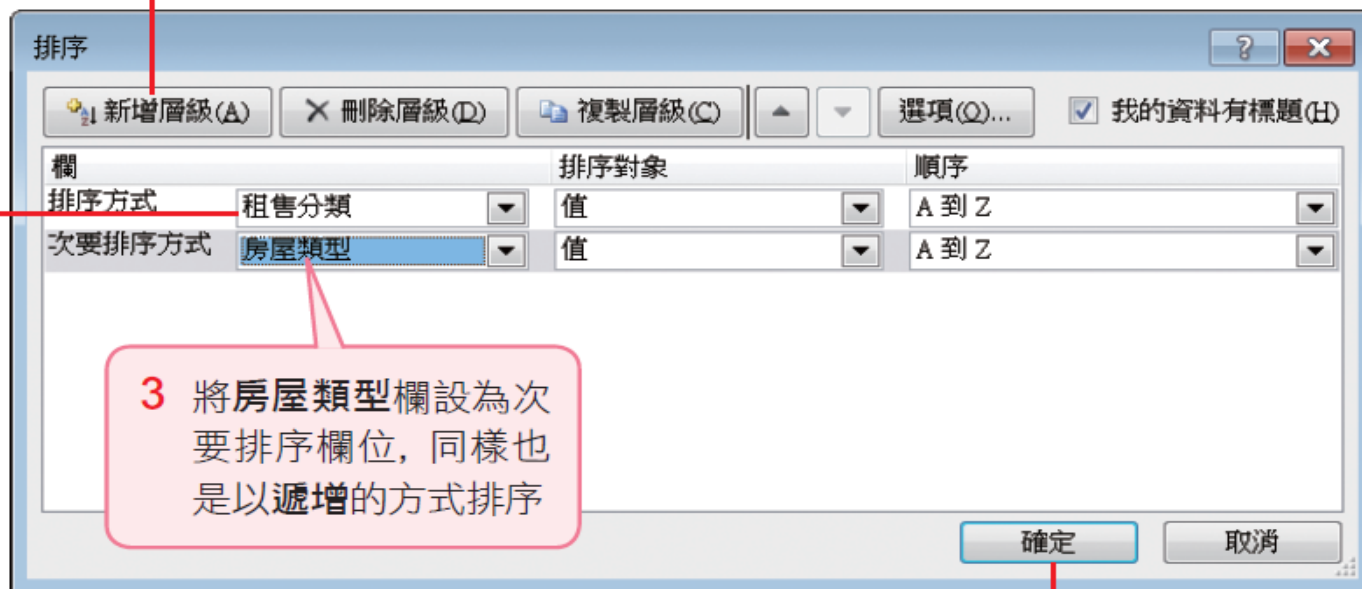 排序
新增層級(A) 刪除層級(D) 複製層級(C) 選項(O)... 我的資料有標題(H)
欄 排序對象 順序
排序方式 租售分類 值 A 到 Z
次要排序方式 房屋類型 值 A 到 Z
3 將房屋類型欄設為次
要排序欄位, 同樣也
是以遞增的方式排序
確定 取消